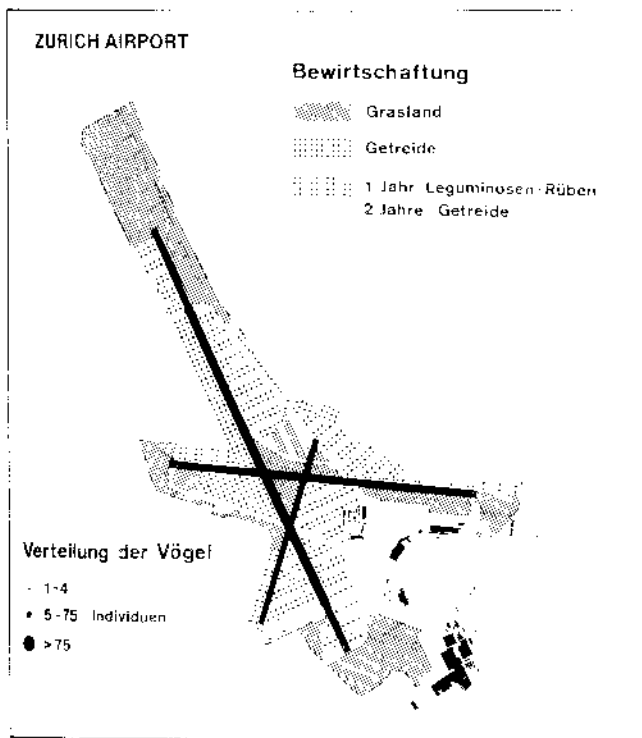 ZURICH AIRPORT
Bewirtschaftung
Grasland
Getreide
1 Jahr Leguminosen-Rüben
2 Jahre Getreide
Verteilung der Vögel
1-4
5-75 Individuen
>75